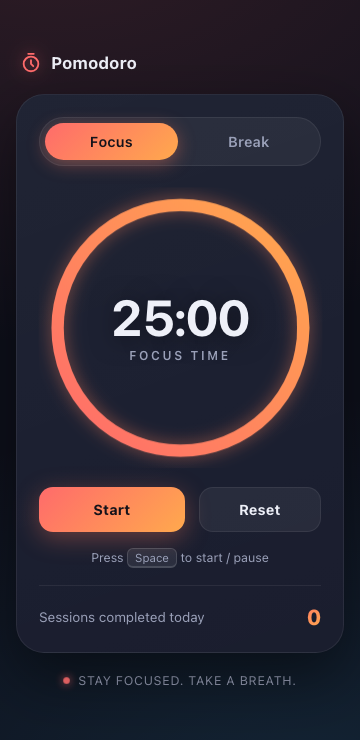 Pomodoro
Focus Break
25:00
FOCUS TIME
Start Reset
Press Space to start / pause
Sessions completed today 0
STAY FOCUSED. TAKE A BREATH.